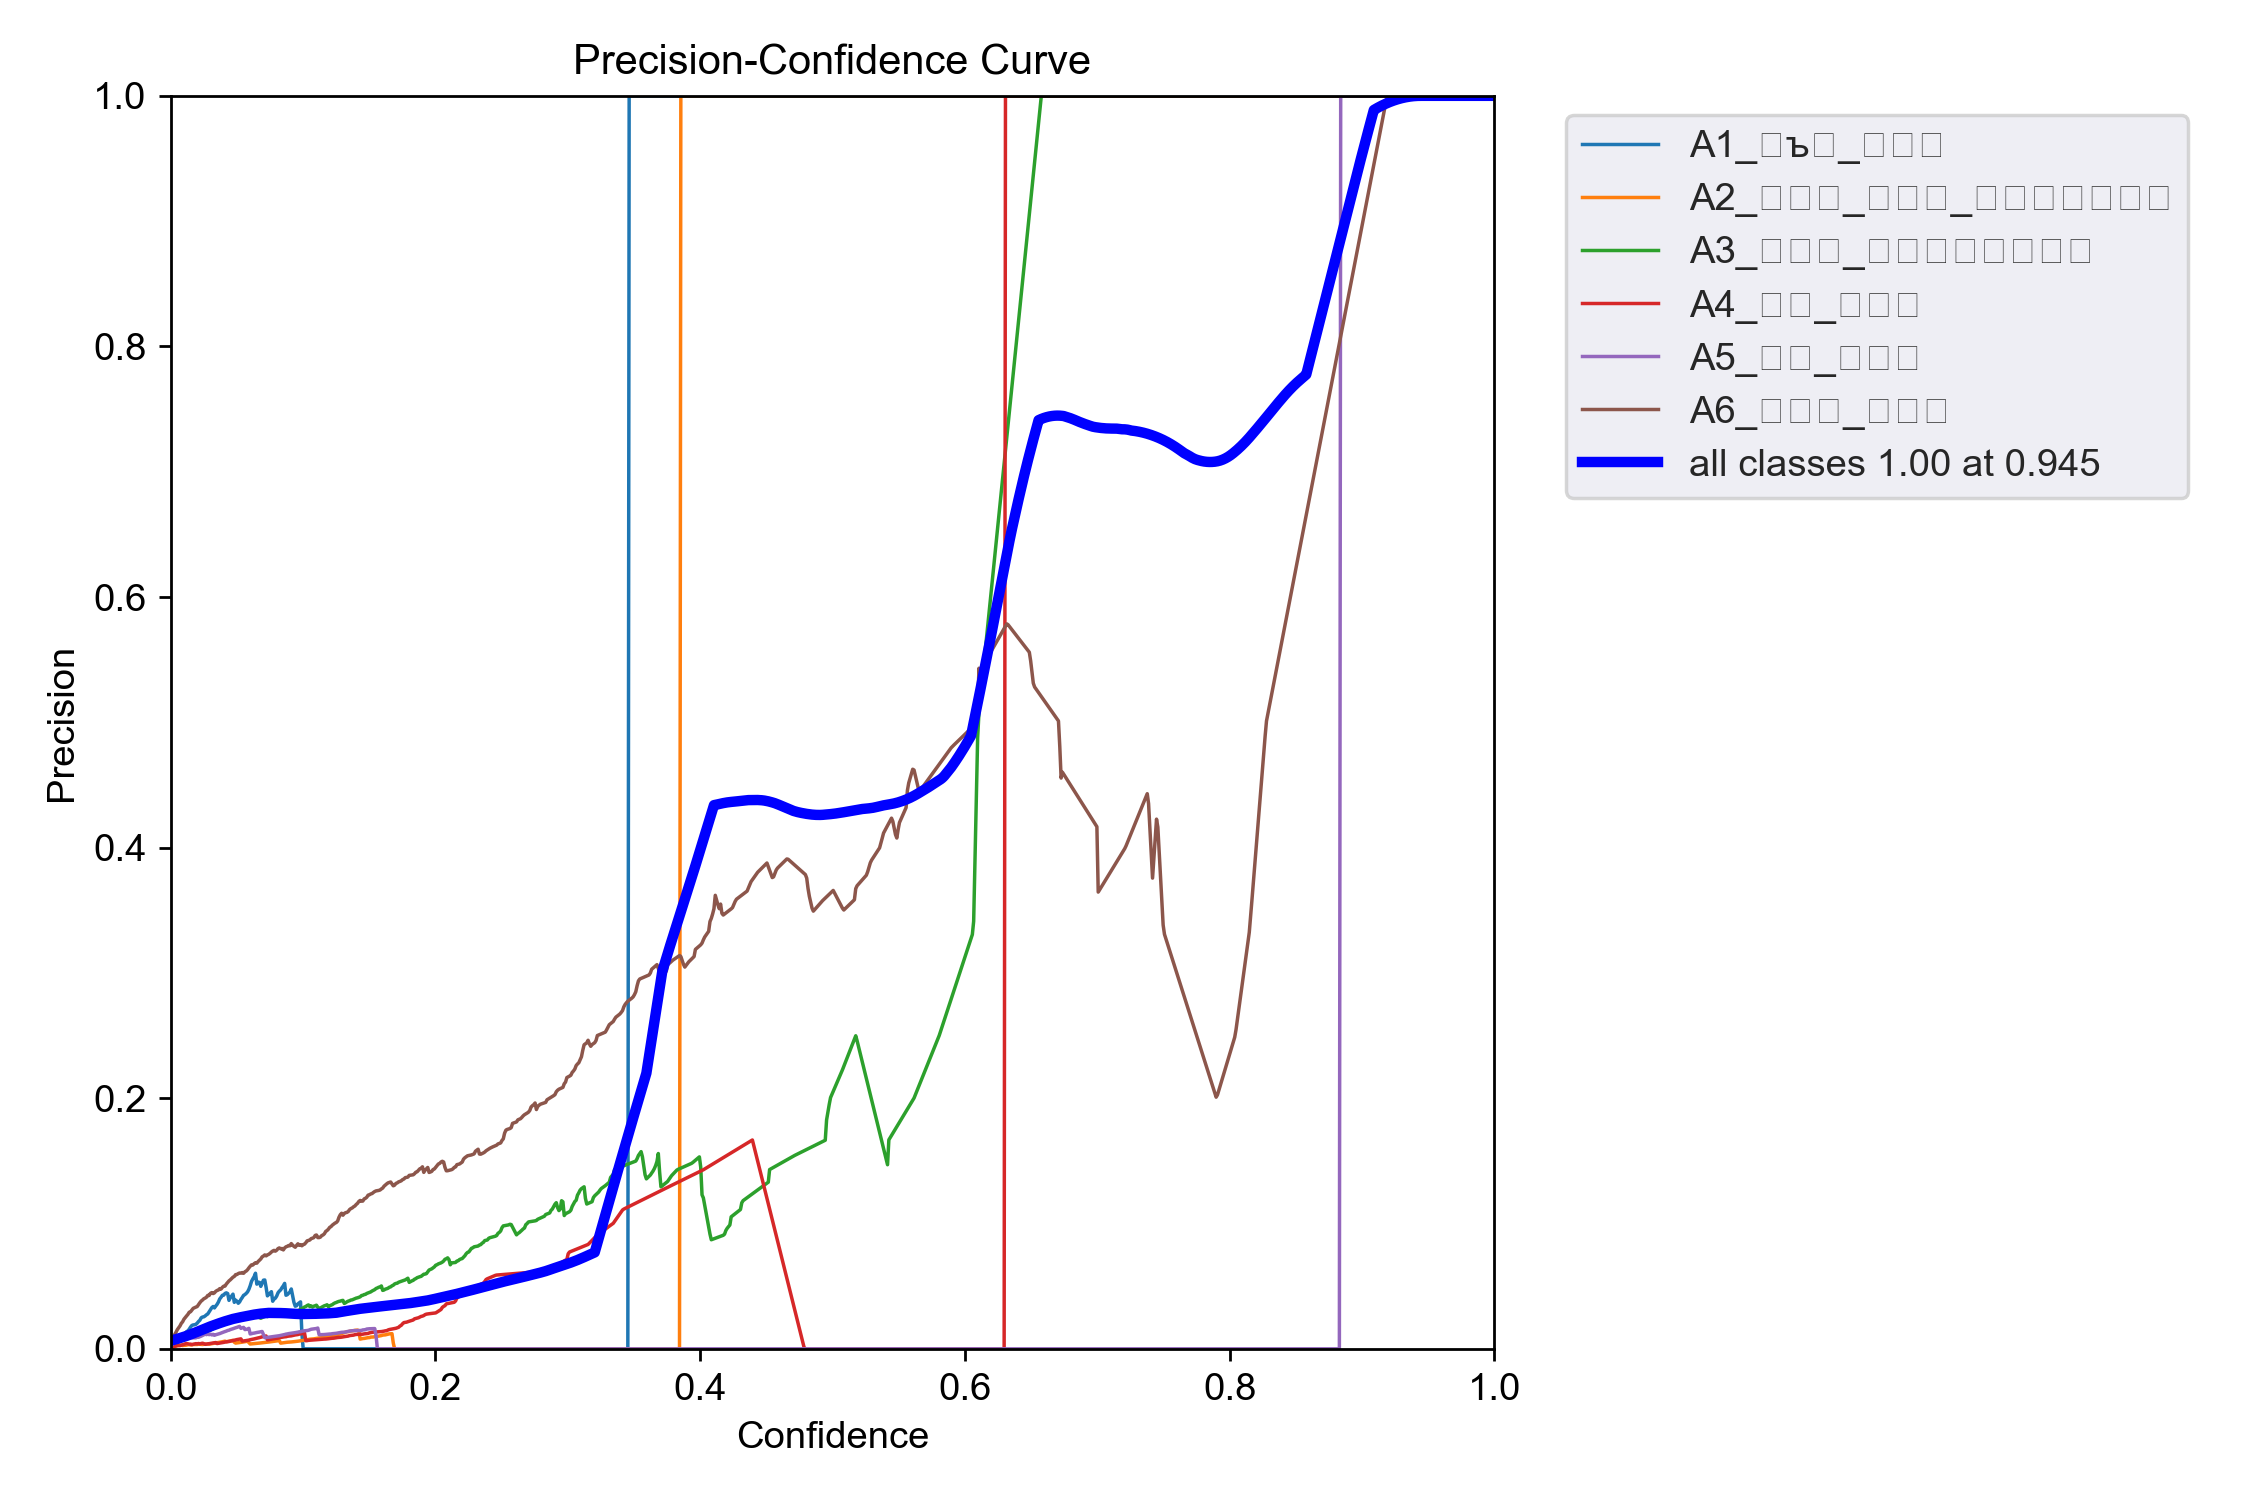 Precision-Confidence Curve
1.0
0.8
0.6
0.4
0.2
0.0
Precision
0.0 0.2 0.4 0.6 0.8 1.0
Confidence
A1_□ъ□_□□□
A2_□□□_□□□_□□□□□□□
A3_□□□_□□□□□□□□
A4_□□_□□□
A5_□□_□□□
A6_□□□_□□□
all classes 1.00 at 0.945